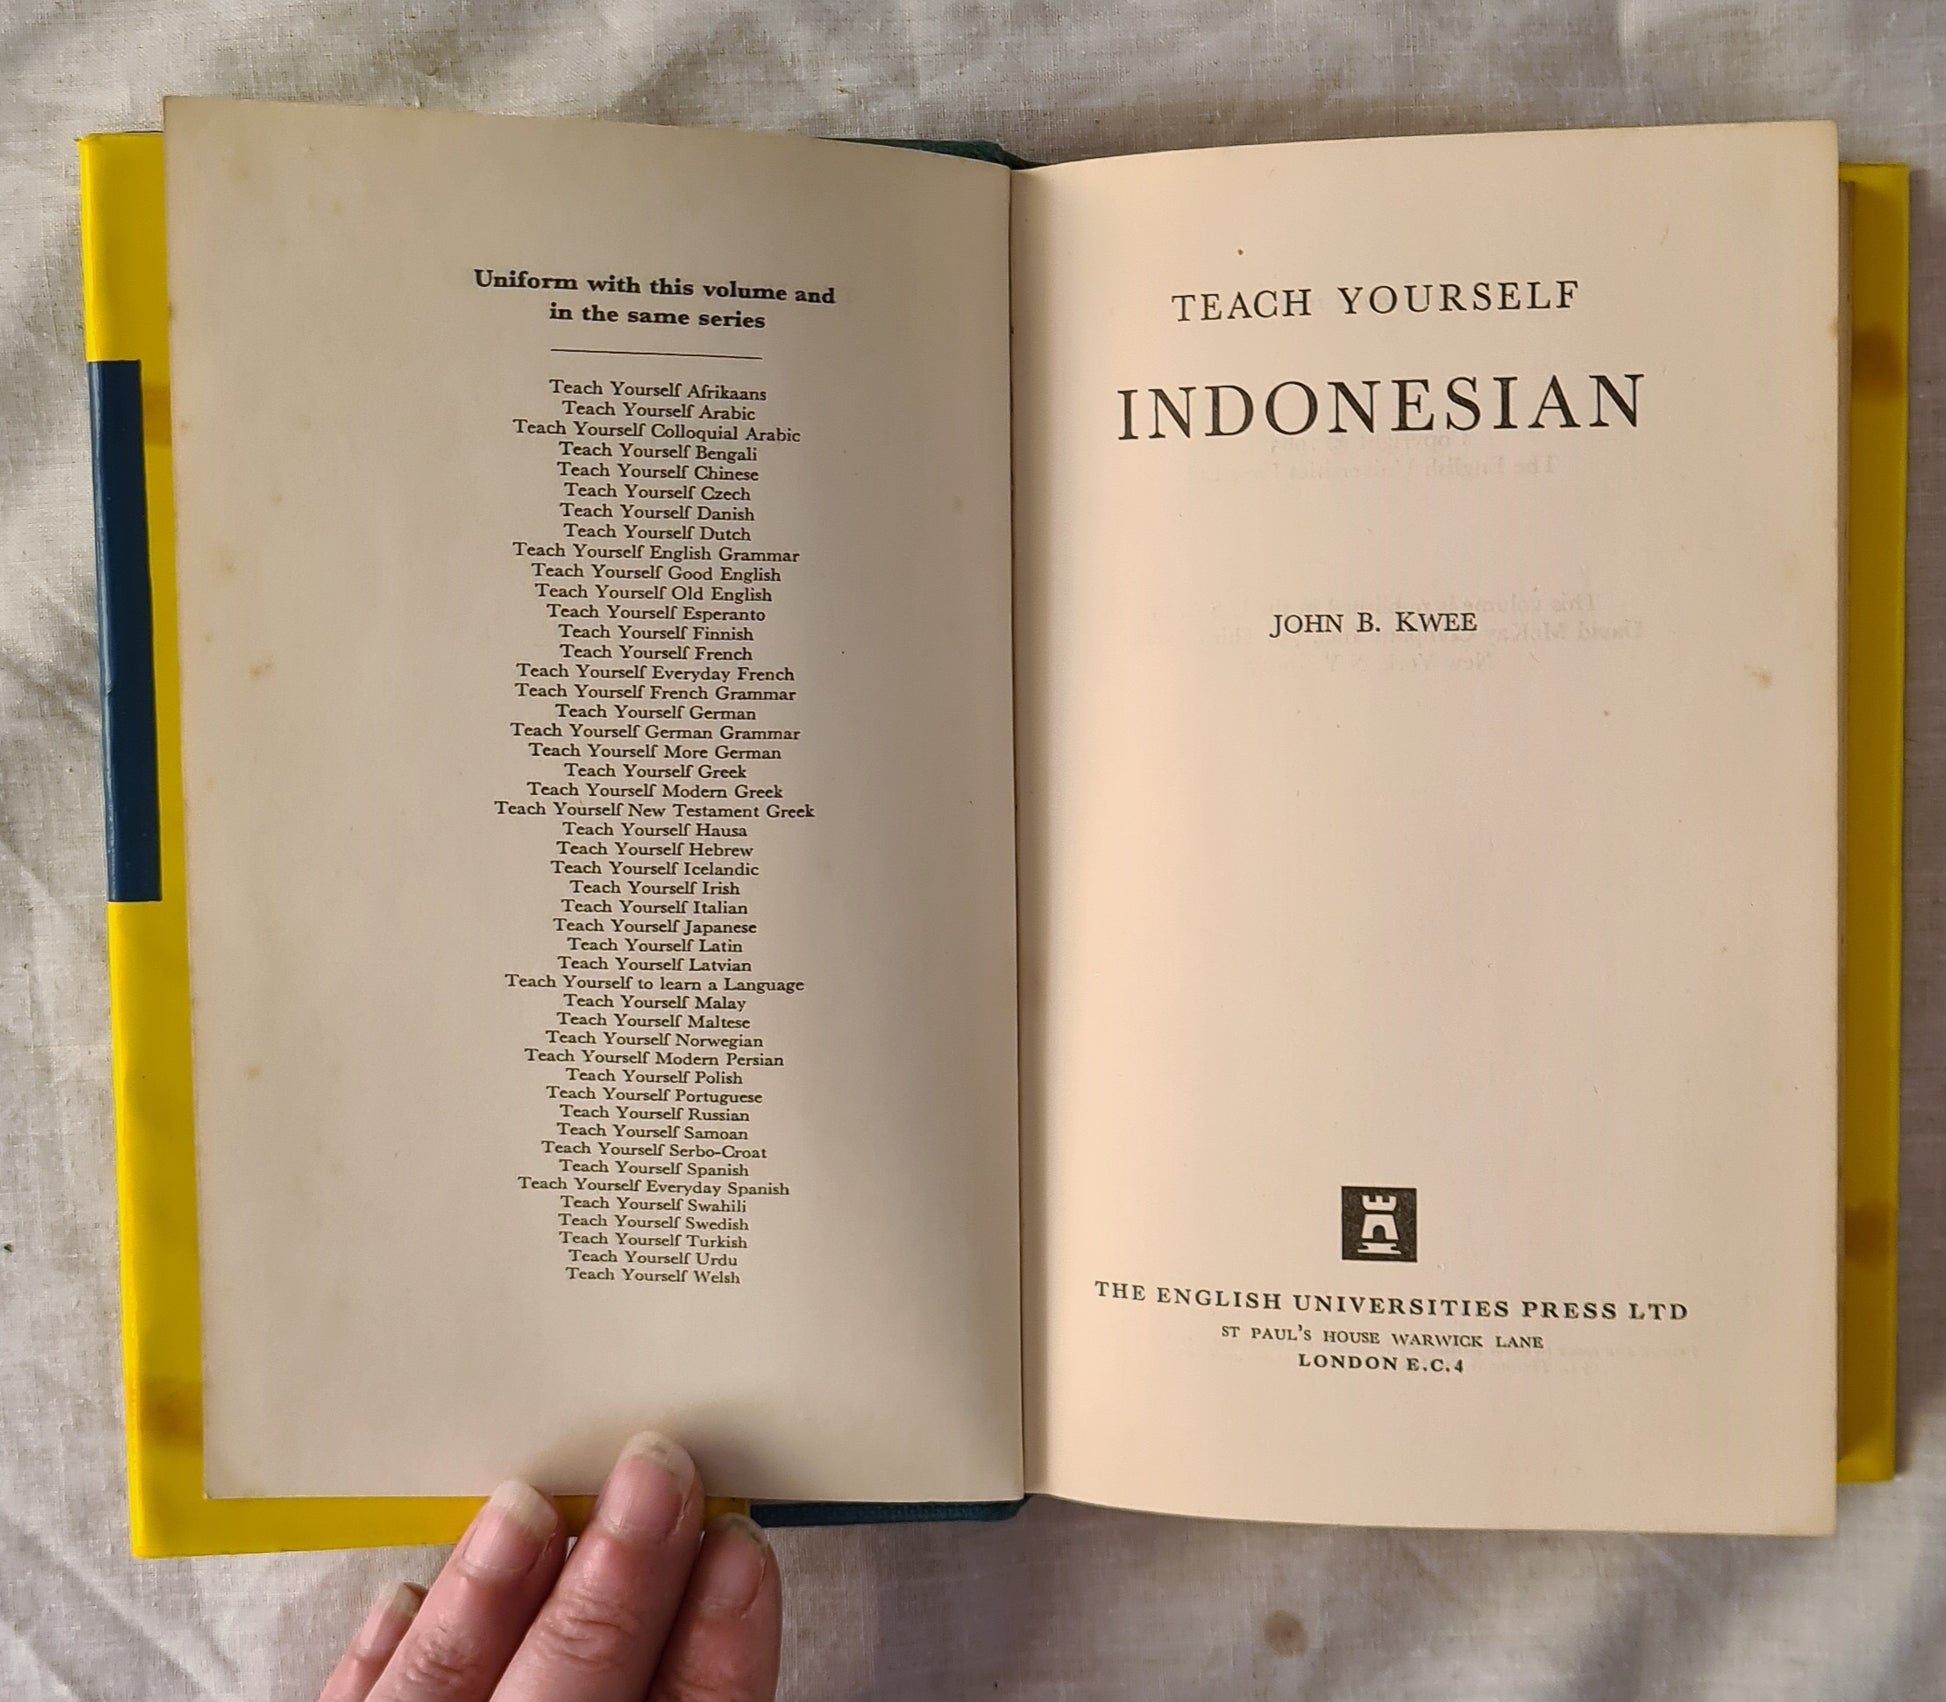 Uniform with this volume and
in the same series
Teach Yourself Afrikaans
Teach Yourself Arabic
Teach Yourself Colloquial Arabic
Teach Yourself Bengali
Teach Yourself Chinese
Teach Yourself Czech
Teach Yourself Danish
Teach Yourself Dutch
Teach Yourself English Grammar
Teach Yourself Good English
Teach Yourself Old English
Teach Yourself Esperanto
Teach Yourself Finnish
Teach Yourself French
Teach Yourself Everyday French
Teach Yourself French Grammar
Teach Yourself German
Teach Yourself German Grammar
Teach Yourself More German
Teach Yourself Greek
Teach Yourself Modern Greek
Teach Yourself New Testament Greek
Teach Yourself Hausa
Teach Yourself Hebrew
Teach Yourself Icelandic
Teach Yourself Irish
Teach Yourself Italian
Teach Yourself Japanese
Teach Yourself Latin
Teach Yourself Latvian
Teach Yourself to learn a Language
Teach Yourself Malay
Teach Yourself Maltese
Teach Yourself Norwegian
Teach Yourself Modern Persian
Teach Yourself Polish
Teach Yourself Portuguese
Teach Yourself Russian
Teach Yourself Samoan
Teach Yourself Serbo-Croat
Teach Yourself Spanish
Teach Yourself Everyday Spanish
Teach Yourself Swahili
Teach Yourself Swedish
Teach Yourself Turkish
Teach Yourself Urdu
Teach Yourself Welsh
TEACH YOURSELF
INDONESIAN
JOHN B. KWEE
THE ENGLISH UNIVERSITIES PRESS LTD
ST PAUL'S HOUSE WARWICK LANE
LONDON E.C.4